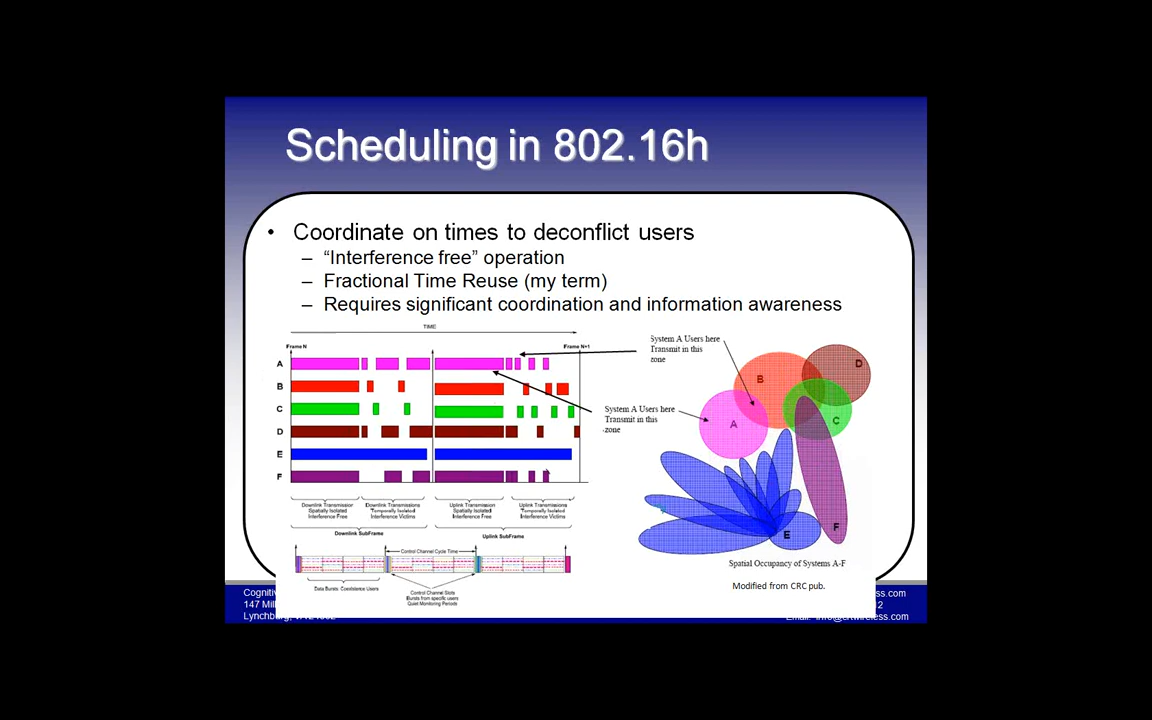 Scheduling in 802.16h
• Coordinate on times to deconflict users
– “Interference free” operation
– Fractional Time Reuse (my term)
– Requires significant coordination and information awareness
TIME
Frame N
Frame N+1
A
B
C
D
E
F
Downlink Transmission
Spatially Isolated
Interference Free
Downlink Transmissions
Temporally Isolated
Interference Victims
Uplink Transmission
Spatially Isolated
Interference Free
Uplink Transmissions
Temporally Isolated
Interference Victims
Downlink SubFrame
Uplink SubFrame
Control Channel Cycle Time
Data Bursts: Coexistence Users
Control Channel Slots
Bursts from specific users
Quiet Monitoring Periods
System A Users here
Transmit in this
zone
System A Users here
Transmit in this
zone
A
B
C
D
E
F
Spatial Occupancy of Systems A-F
Modified from CRC pub.
Cognitiv
147 Mill
Lynchburg,
ss.com
2
Email: info@crtwireless.com